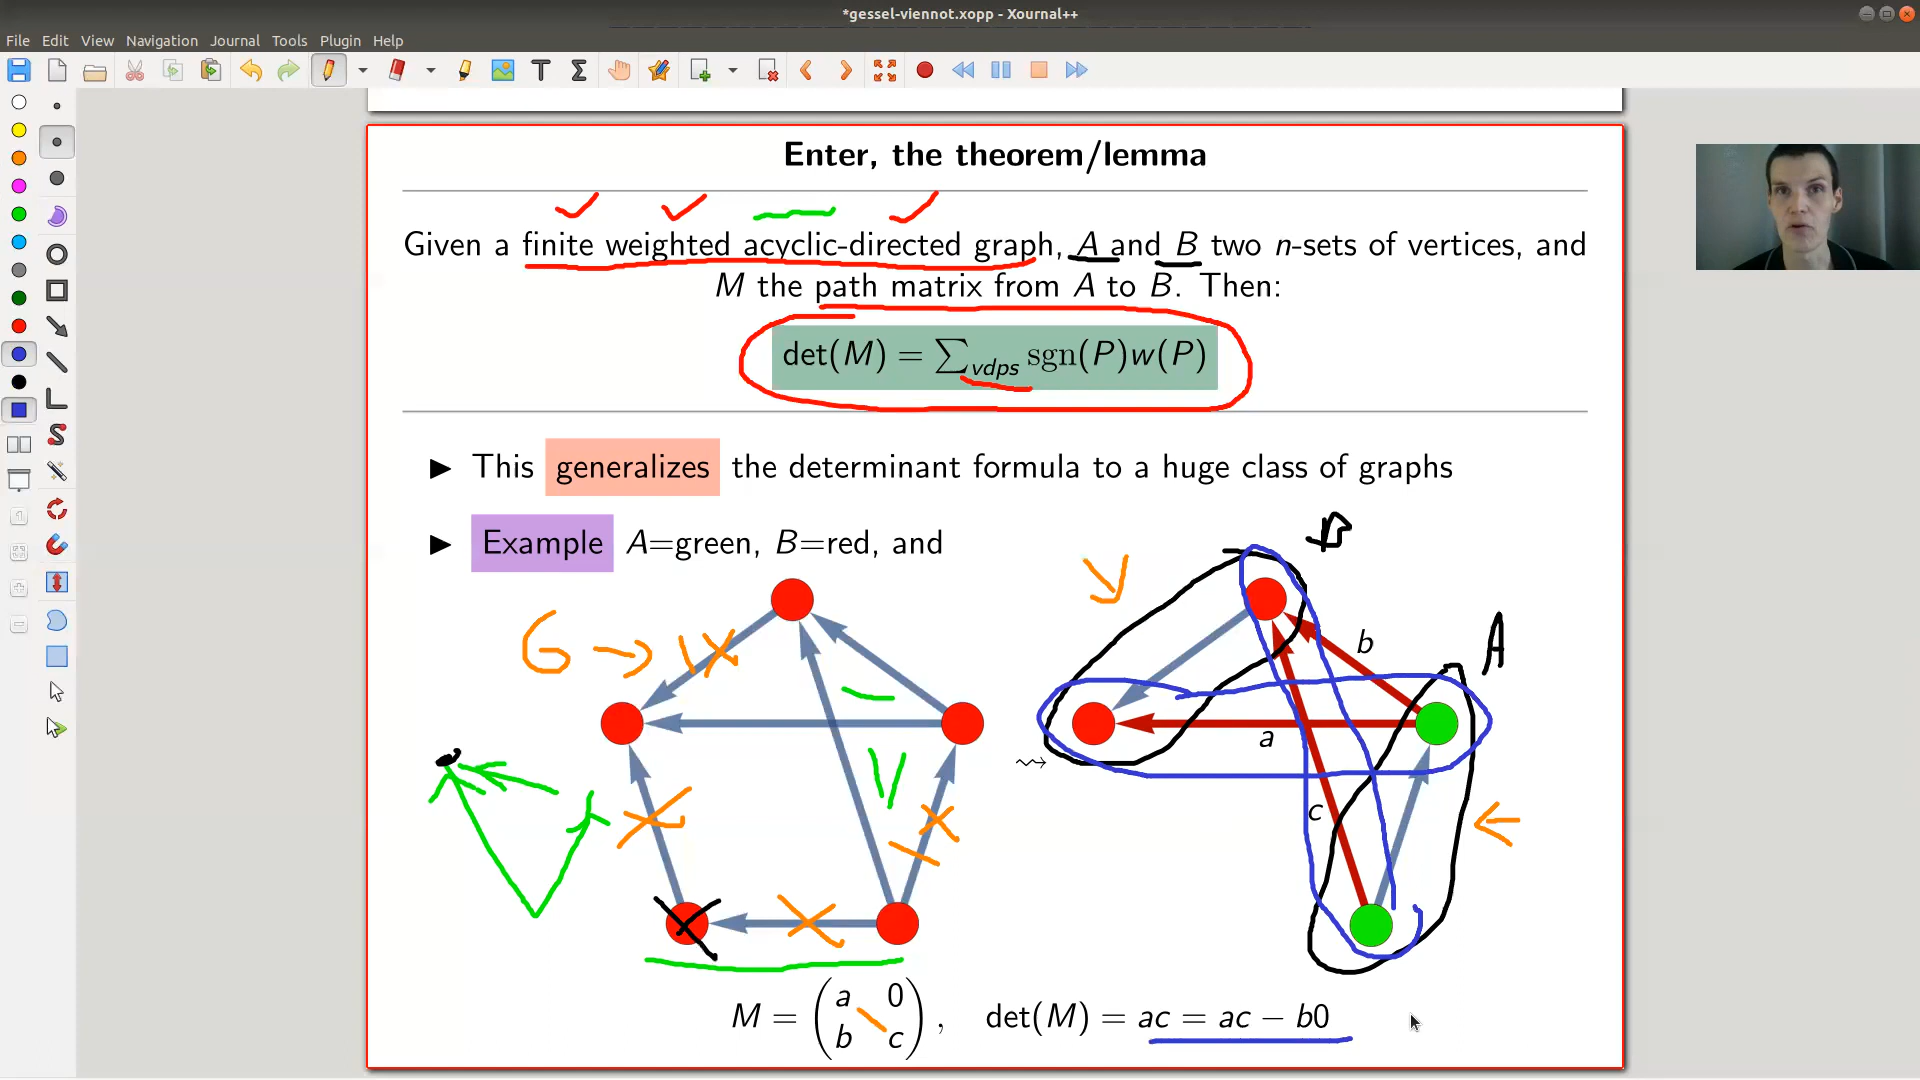 *gessel-viennot.xopp - Xournal++
File Edit View Navigation Journal Tools Plugin Help
Enter, the theorem/lemma
Given a finite weighted acyclic-directed graph, A and B two n-sets of vertices, and
M the path matrix from A to B. Then:
det(M) = ∑_vdps sgn(P)w(P)
▶ This generalizes the determinant formula to a huge class of graphs
▶ Example A=green, B=red, and
B
G →
A
b
a
c
⇝
M = (a 0
b c), det(M) = ac = ac − b0